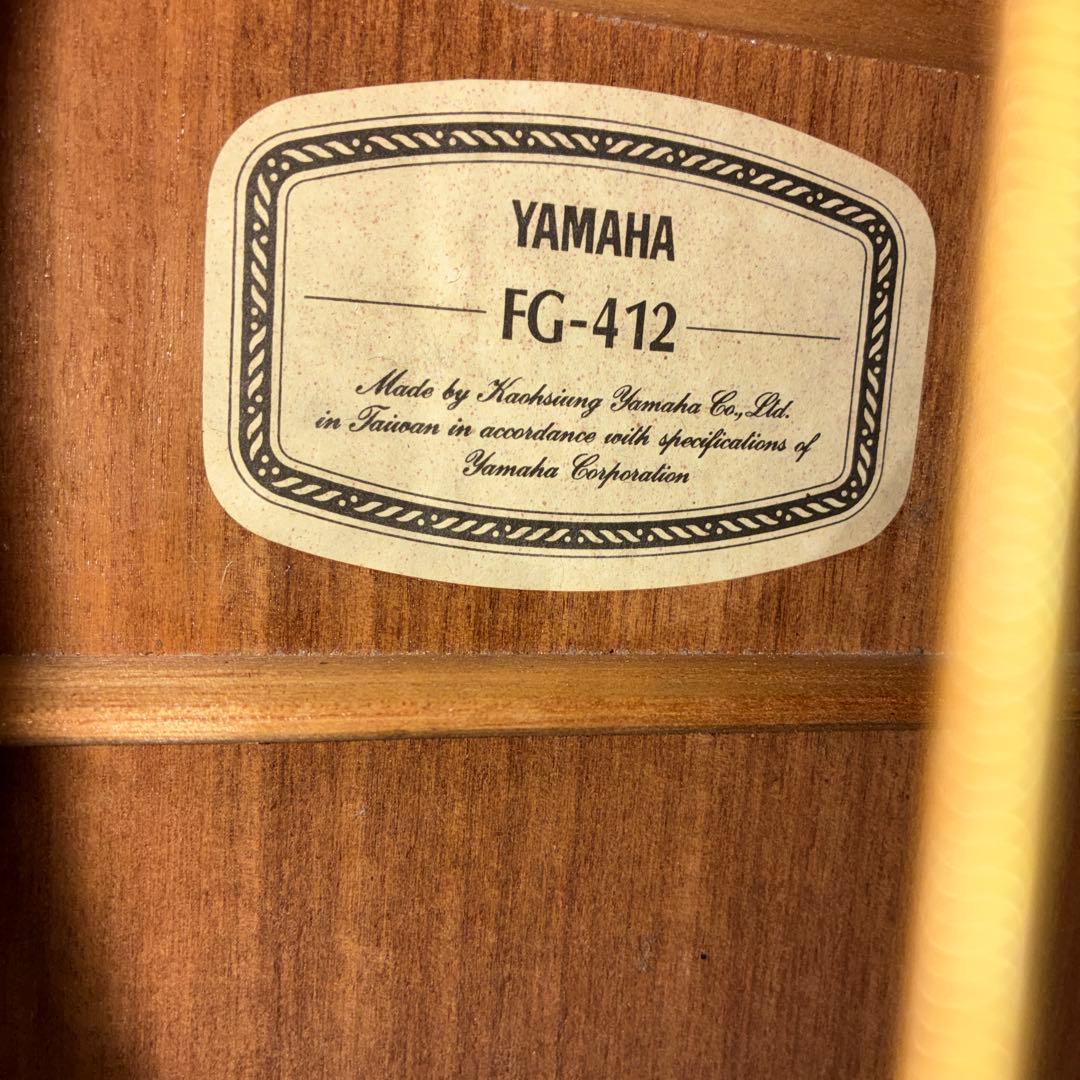 YAMAHA
FG-412
Made by Kaohsiung Yamaha Co., Ltd.
in Taiwan in accordance with specifications of
Yamaha Corporation